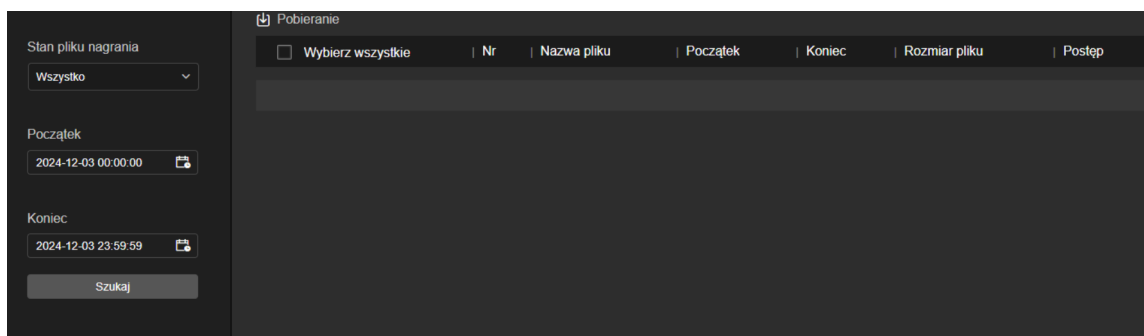 Pobieranie
Stan pliku nagrania
Wszystko
Wybierz wszystkie | Nr | Nazwa pliku | Początek | Koniec | Rozmiar pliku | Postęp
Początek
2024-12-03 00:00:00
Koniec
2024-12-03 23:59:59
Szukaj